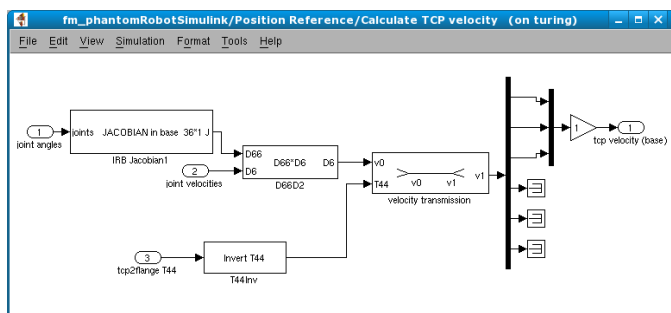 fm_phantomRobotSimulink/Position Reference/Calculate TCP velocity (on turing)
File Edit View Simulation Format Tools Help
1
joint angles
joints JACOBIAN in base 36*1 J
IRB Jacobian1
2
joint velocities
D66
D6
D66*D6 D6
D66D2
v0
T44
v0 v1
v1
velocity transmission
1
1
tcp velocity (base)
3
tcp2flange T44
Invert T44
T44Inv